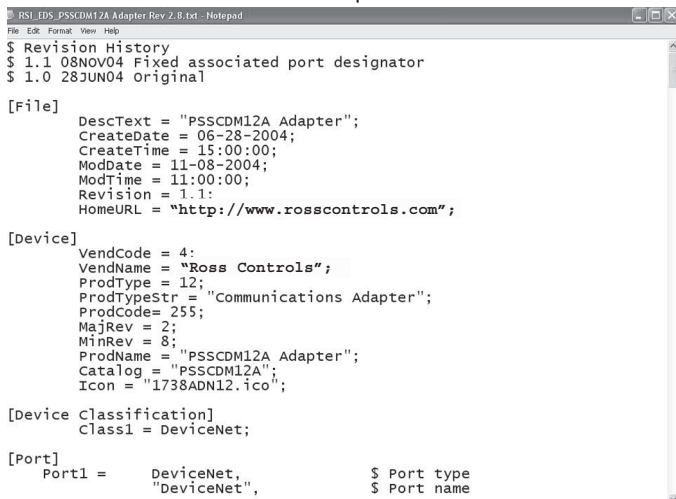 RSI_EDS_PSSCDM12A Adapter Rev 2.8.txt - Notepad
File Edit Format View Help
$ Revision History
$ 1.1 08NOV04 Fixed associated port designator
$ 1.0 28JUN04 Original
[File]
DescText = "PSSCDM12A Adapter";
CreateDate = 06-28-2004;
CreateTime = 15:00:00;
ModDate = 11-08-2004;
ModTime = 11:00:00;
Revision = 1.1:
HomeURL = “http://www.rosscontrols.com”;
[Device]
VendCode = 4:
VendName = “Ross Controls”;
ProdType = 12;
ProdTypeStr = "Communications Adapter";
ProdCode= 255;
MajRev = 2;
MinRev = 8;
ProdName = "PSSCDM12A Adapter";
Catalog = "PSSCDM12A";
Icon = "1738ADN12.ico";
[Device Classification]
Class1 = DeviceNet;
[Port]
Port1 = DeviceNet, $ Port type
"DeviceNet", $ Port name